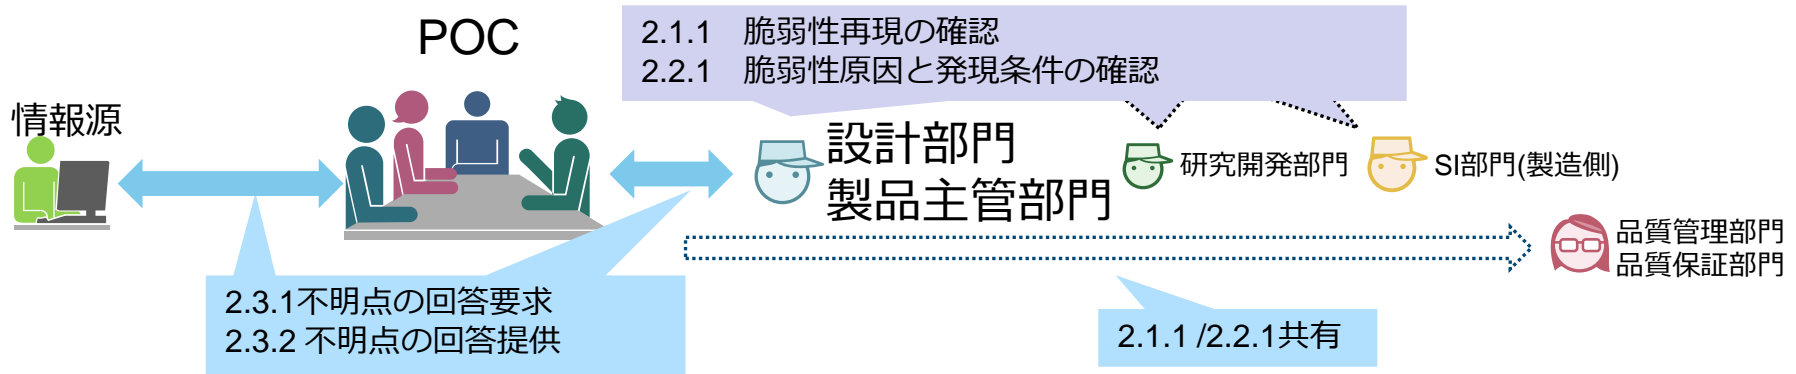 POC
2.1.1 脆弱性再現の確認
2.2.1 脆弱性原因と発現条件の確認
情報源
設計部門
製品主管部門
研究開発部門
SI部門(製造側)
品質管理部門
品質保証部門
2.3.1不明点の回答要求
2.3.2 不明点の回答提供
2.1.1 /2.2.1共有